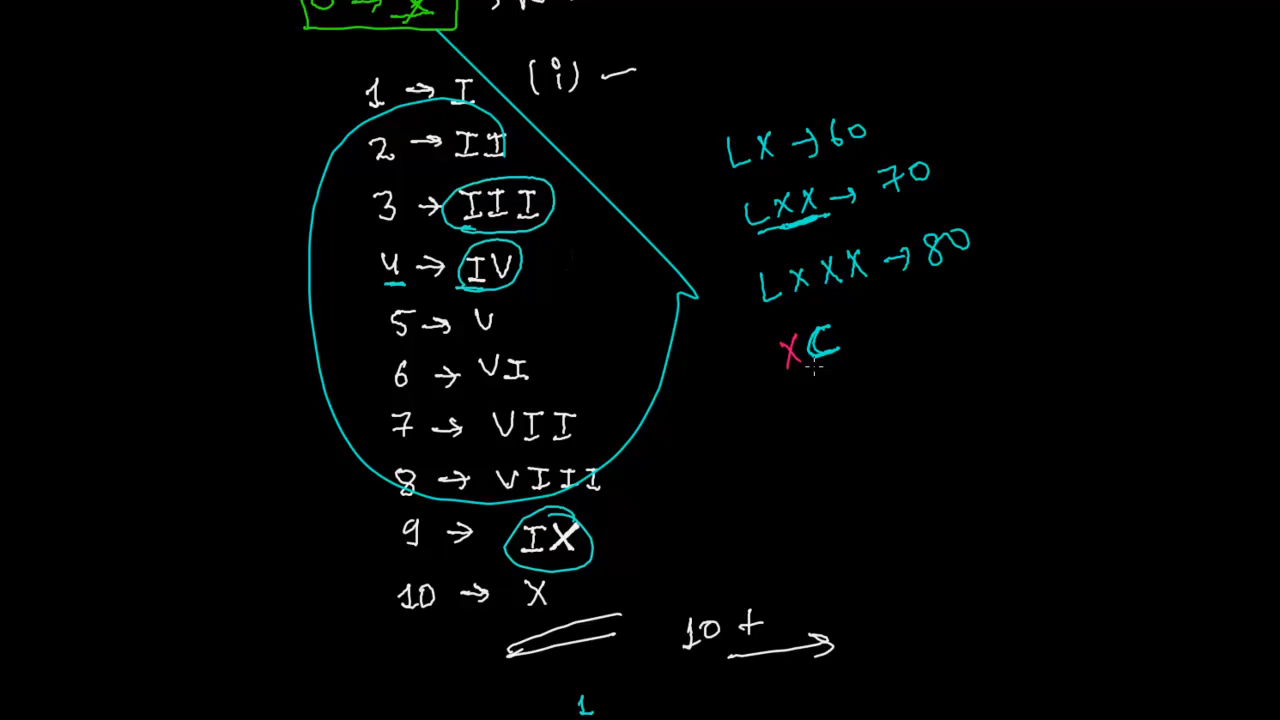 1 → I (i) –
2 → II
3 → III
4 → IV
5 → V
6 → VI
7 → VII
8 → VIII
9 → IX
10 → X
LX → 60
LXX → 70
LXXX → 80
XC
10 + →
1